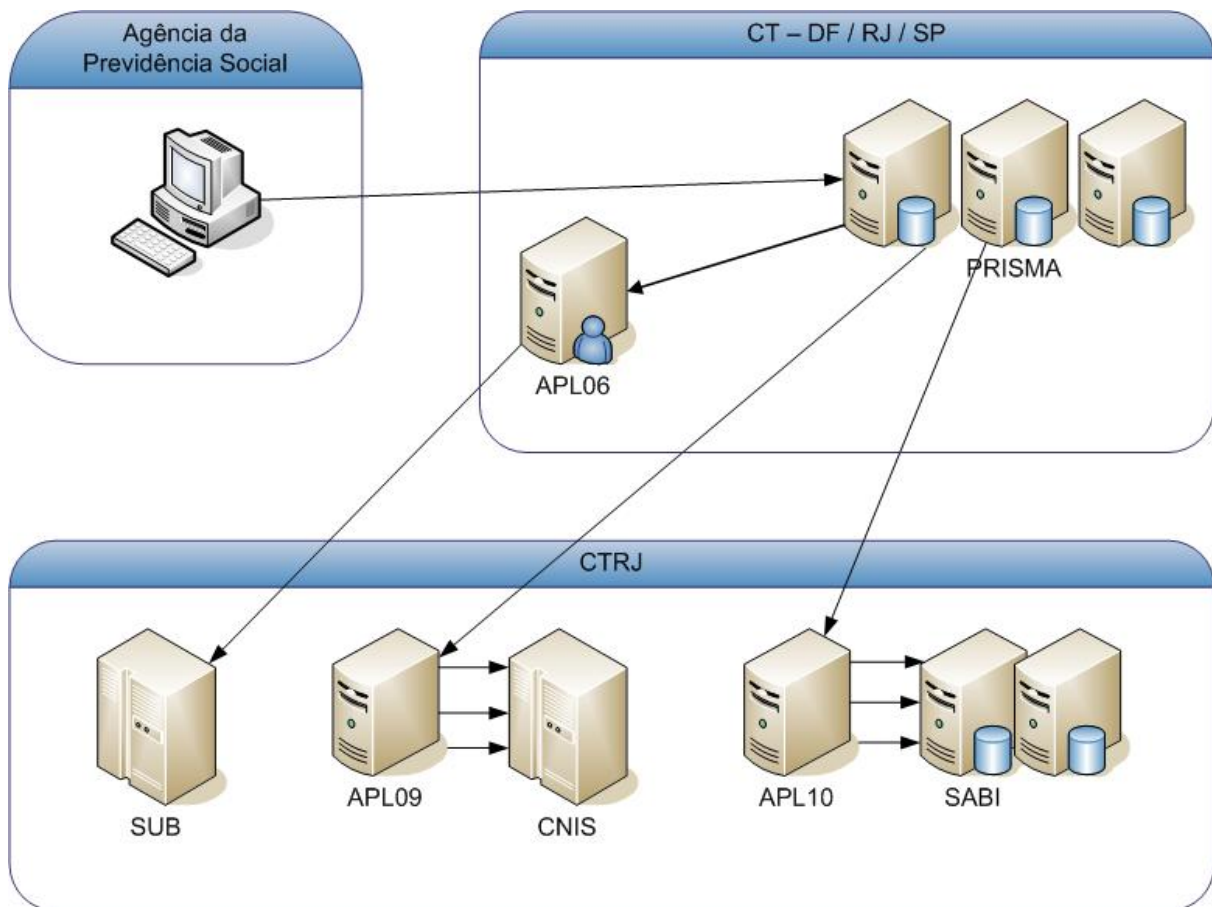 Agência da
Previdência Social
CT – DF / RJ / SP
PRISMA
APL06
CTRJ
SUB
APL09
CNIS
APL10
SABI